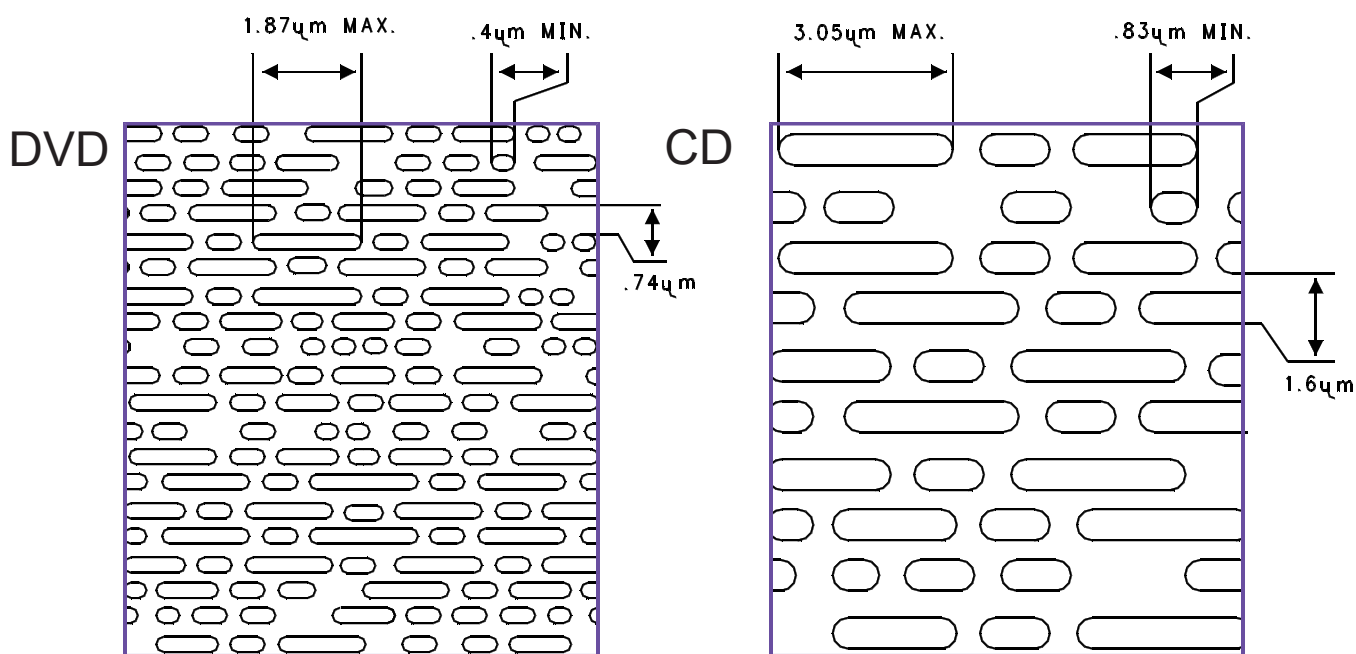 1.87µm MAX.
.4µm MIN.
3.05µm MAX.
.83µm MIN.
DVD
CD
.74µm
1.6µm